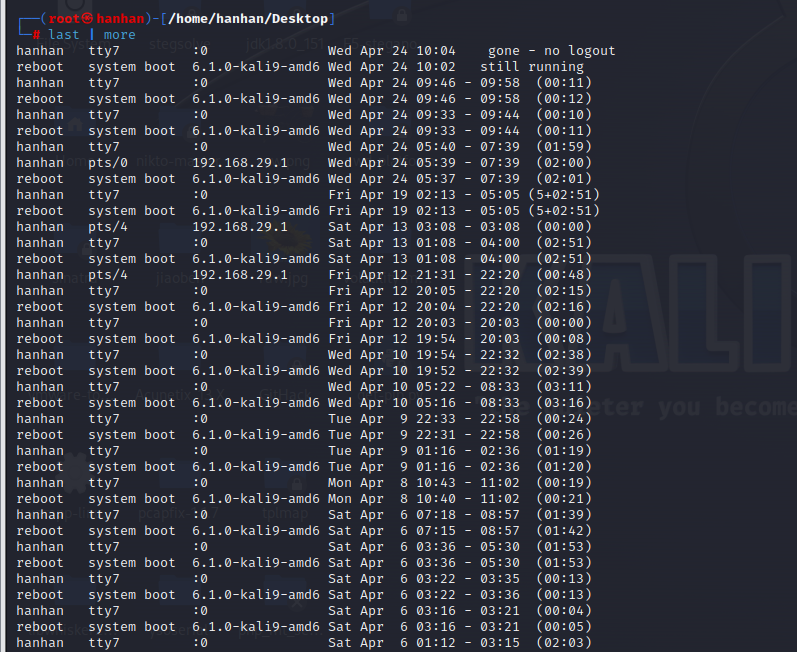 ┌──(root㉿hanhan)-[/home/hanhan/Desktop]
└─# last | more
hanhan   tty7         :0               Wed Apr 24 10:04    gone - no logout
reboot   system boot  6.1.0-kali9-amd6 Wed Apr 24 10:02   still running
hanhan   tty7         :0               Wed Apr 24 09:46 - 09:58  (00:11)
reboot   system boot  6.1.0-kali9-amd6 Wed Apr 24 09:46 - 09:58  (00:12)
hanhan   tty7         :0               Wed Apr 24 09:33 - 09:44  (00:10)
reboot   system boot  6.1.0-kali9-amd6 Wed Apr 24 09:33 - 09:44  (00:11)
hanhan   tty7         :0               Wed Apr 24 05:40 - 07:39  (01:59)
hanhan   pts/0        192.168.29.1     Wed Apr 24 05:39 - 07:39  (02:00)
reboot   system boot  6.1.0-kali9-amd6 Wed Apr 24 05:37 - 07:39  (02:01)
hanhan   tty7         :0               Fri Apr 19 02:13 - 05:05 (5+02:51)
reboot   system boot  6.1.0-kali9-amd6 Fri Apr 19 02:13 - 05:05 (5+02:51)
hanhan   pts/4        192.168.29.1     Sat Apr 13 03:08 - 03:08  (00:00)
hanhan   tty7         :0               Sat Apr 13 01:08 - 04:00  (02:51)
reboot   system boot  6.1.0-kali9-amd6 Sat Apr 13 01:08 - 04:00  (02:51)
hanhan   pts/4        192.168.29.1     Fri Apr 12 21:31 - 22:20  (00:48)
hanhan   tty7         :0               Fri Apr 12 20:05 - 22:20  (02:15)
reboot   system boot  6.1.0-kali9-amd6 Fri Apr 12 20:04 - 22:20  (02:16)
hanhan   tty7         :0               Fri Apr 12 20:03 - 20:03  (00:00)
reboot   system boot  6.1.0-kali9-amd6 Fri Apr 12 19:54 - 20:03  (00:08)
hanhan   tty7         :0               Wed Apr 10 19:54 - 22:32  (02:38)
reboot   system boot  6.1.0-kali9-amd6 Wed Apr 10 19:52 - 22:32  (02:39)
hanhan   tty7         :0               Wed Apr 10 05:22 - 08:33  (03:11)
reboot   system boot  6.1.0-kali9-amd6 Wed Apr 10 05:16 - 08:33  (03:16)
hanhan   tty7         :0               Tue Apr  9 22:33 - 22:58  (00:24)
reboot   system boot  6.1.0-kali9-amd6 Tue Apr  9 22:31 - 22:58  (00:26)
hanhan   tty7         :0               Tue Apr  9 01:16 - 02:36  (01:19)
reboot   system boot  6.1.0-kali9-amd6 Tue Apr  9 01:16 - 02:36  (01:20)
hanhan   tty7         :0               Mon Apr  8 10:43 - 11:02  (00:19)
reboot   system boot  6.1.0-kali9-amd6 Mon Apr  8 10:40 - 11:02  (00:21)
hanhan   tty7         :0               Sat Apr  6 07:18 - 08:57  (01:39)
reboot   system boot  6.1.0-kali9-amd6 Sat Apr  6 07:15 - 08:57  (01:42)
hanhan   tty7         :0               Sat Apr  6 03:36 - 05:30  (01:53)
reboot   system boot  6.1.0-kali9-amd6 Sat Apr  6 03:36 - 05:30  (01:53)
hanhan   tty7         :0               Sat Apr  6 03:22 - 03:35  (00:13)
reboot   system boot  6.1.0-kali9-amd6 Sat Apr  6 03:22 - 03:36  (00:13)
hanhan   tty7         :0               Sat Apr  6 03:16 - 03:21  (00:04)
reboot   system boot  6.1.0-kali9-amd6 Sat Apr  6 03:16 - 03:21  (00:05)
hanhan   tty7         :0               Sat Apr  6 01:12 - 03:15  (02:03)
KALI
you become